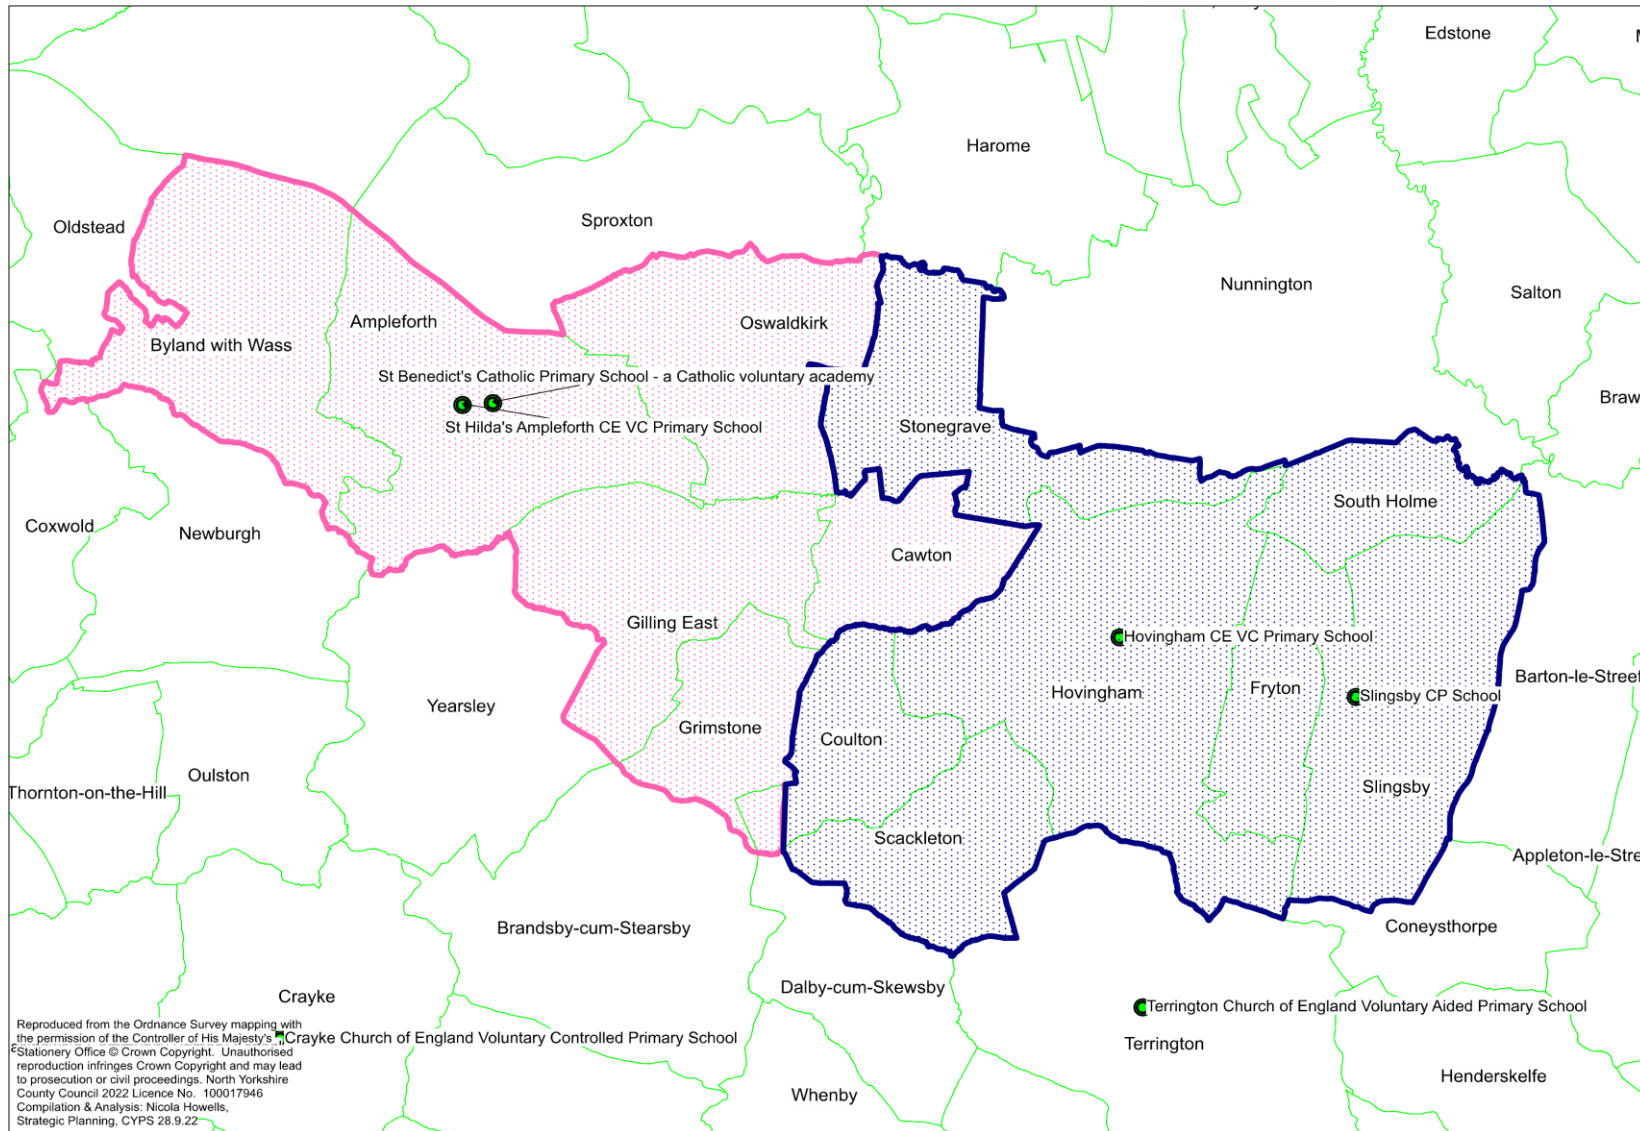 Edstone
Harome
Oldstead
Sproxton
Nunnington
Salton
Ampleforth
Oswaldkirk
Byland with Wass
St Benedict's Catholic Primary School - a Catholic voluntary academy
Braw
St Hilda's Ampleforth CE VC Primary School
Stonegrave
South Holme
Coxwold
Newburgh
Cawton
Gilling East
Hovingham CE VC Primary School
Barton-le-Street
Fryton
Hovingham
Slingsby CP School
Yearsley
Grimstone
Coulton
Oulston
Slingsby
Thornton-on-the-Hill
Scackleton
Appleton-le-Stre
Brandsby-cum-Stearsby
Coneysthorpe
Dalby-cum-Skewsby
Crayke
Terrington Church of England Voluntary Aided Primary School
Crayke Church of England Voluntary Controlled Primary School
Terrington
Henderskelfe
Whenby
Reproduced from the Ordnance Survey mapping with
the permission of the Controller of His Majesty's
Stationery Office © Crown Copyright. Unauthorised
reproduction infringes Crown Copyright and may lead
to prosecution or civil proceedings. North Yorkshire
County Council 2022 Licence No. 100017946
Compilation & Analysis: Nicola Howells,
Strategic Planning, CYPS 28.9.22